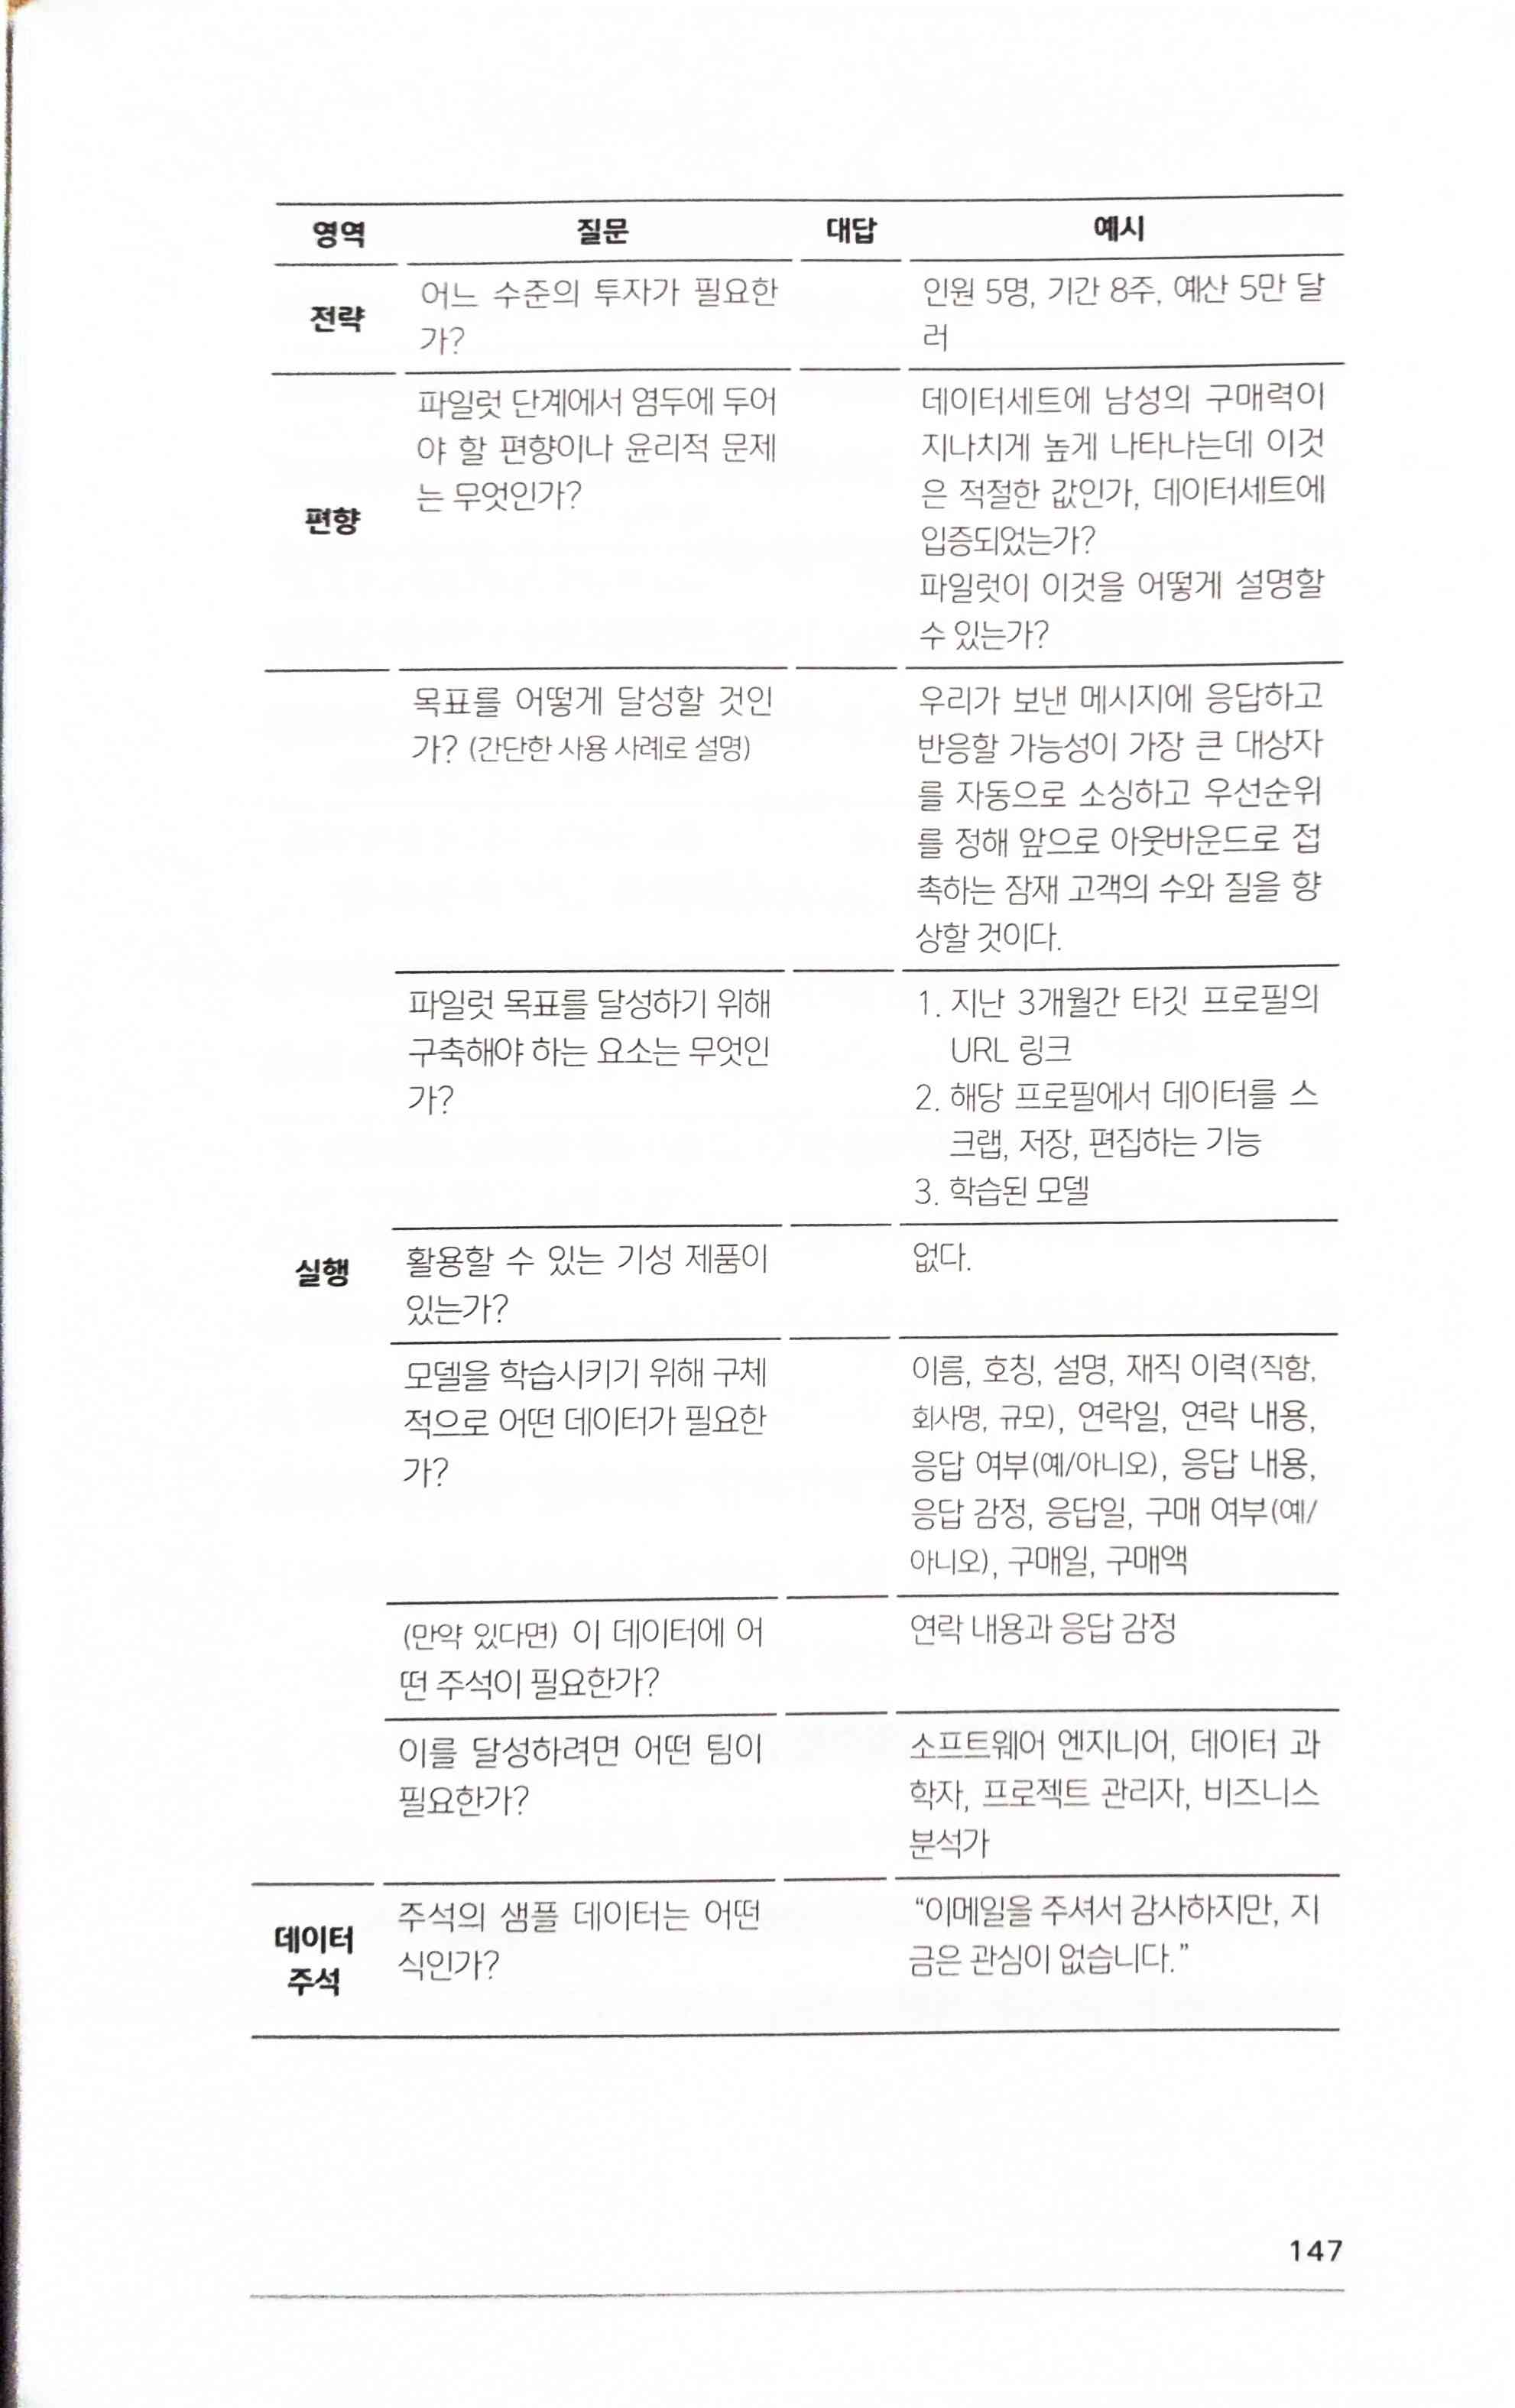 영역 질문 대답 예시
전략
어느 수준의 투자가 필요한
가?
인원 5명, 기간 8주, 예산 5만 달
러
편향
파일럿 단계에서 염두에 두어
야 할 편향이나 윤리적 문제
는 무엇인가?
데이터세트에 남성의 구매력이
지나치게 높게 나타나는데 이것
은 적절한 값인가, 데이터세트에
입증되었는가?
파일럿이 이것을 어떻게 설명할
수 있는가?
실행
목표를 어떻게 달성할 것인
가? (간단한 사용 사례로 설명)
우리가 보낸 메시지에 응답하고
반응할 가능성이 가장 큰 대상자
를 자동으로 소싱하고 우선순위
를 정해 앞으로 아웃바운드로 접
촉하는 잠재 고객의 수와 질을 향
상할 것이다.
파일럿 목표를 달성하기 위해
구축해야 하는 요소는 무엇인
가?
1. 지난 3개월간 타깃 프로필의
URL 링크
2. 해당 프로필에서 데이터를 스
크랩, 저장, 편집하는 기능
3. 학습된 모델
활용할 수 있는 기성 제품이
있는가?
없다.
모델을 학습시키기 위해 구체
적으로 어떤 데이터가 필요한
가?
이름, 호칭, 설명, 재직 이력(직함,
회사명, 규모), 연락일, 연락 내용,
응답 여부(예/아니오), 응답 내용,
응답 감정, 응답일, 구매 여부(예/
아니오), 구매일, 구매액
(만약 있다면) 이 데이터에 어
떤 주석이 필요한가?
연락 내용과 응답 감정
이를 달성하려면 어떤 팀이
필요한가?
소프트웨어 엔지니어, 데이터 과
학자, 프로젝트 관리자, 비즈니스
분석가
데이터
주석
주석의 샘플 데이터는 어떤
식인가?
“이메일을 주셔서 감사하지만, 지
금은 관심이 없습니다.”
147